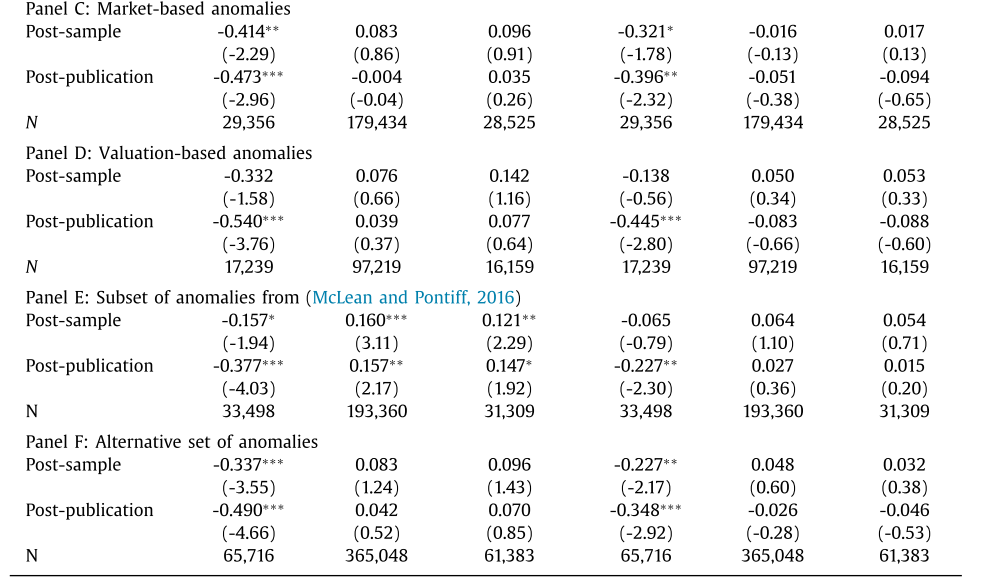 Panel C: Market-based anomalies
Post-sample -0.414** 0.083 0.096 -0.321* -0.016 0.017
(-2.29) (0.86) (0.91) (-1.78) (-0.13) (0.13)
Post-publication -0.473*** -0.004 0.035 -0.396** -0.051 -0.094
(-2.96) (-0.04) (0.26) (-2.32) (-0.38) (-0.65)
N 29,356 179,434 28,525 29,356 179,434 28,525
Panel D: Valuation-based anomalies
Post-sample -0.332 0.076 0.142 -0.138 0.050 0.053
(-1.58) (0.66) (1.16) (-0.56) (0.34) (0.33)
Post-publication -0.540*** 0.039 0.077 -0.445*** -0.083 -0.088
(-3.76) (0.37) (0.64) (-2.80) (-0.66) (-0.60)
N 17,239 97,219 16,159 17,239 97,219 16,159
Panel E: Subset of anomalies from (McLean and Pontiff, 2016)
Post-sample -0.157* 0.160*** 0.121** -0.065 0.064 0.054
(-1.94) (3.11) (2.29) (-0.79) (1.10) (0.71)
Post-publication -0.377*** 0.157** 0.147* -0.227** 0.027 0.015
(-4.03) (2.17) (1.92) (-2.30) (0.36) (0.20)
N 33,498 193,360 31,309 33,498 193,360 31,309
Panel F: Alternative set of anomalies
Post-sample -0.337*** 0.083 0.096 -0.227** 0.048 0.032
(-3.55) (1.24) (1.43) (-2.17) (0.60) (0.38)
Post-publication -0.490*** 0.042 0.070 -0.348*** -0.026 -0.046
(-4.66) (0.52) (0.85) (-2.92) (-0.28) (-0.53)
N 65,716 365,048 61,383 65,716 365,048 61,383